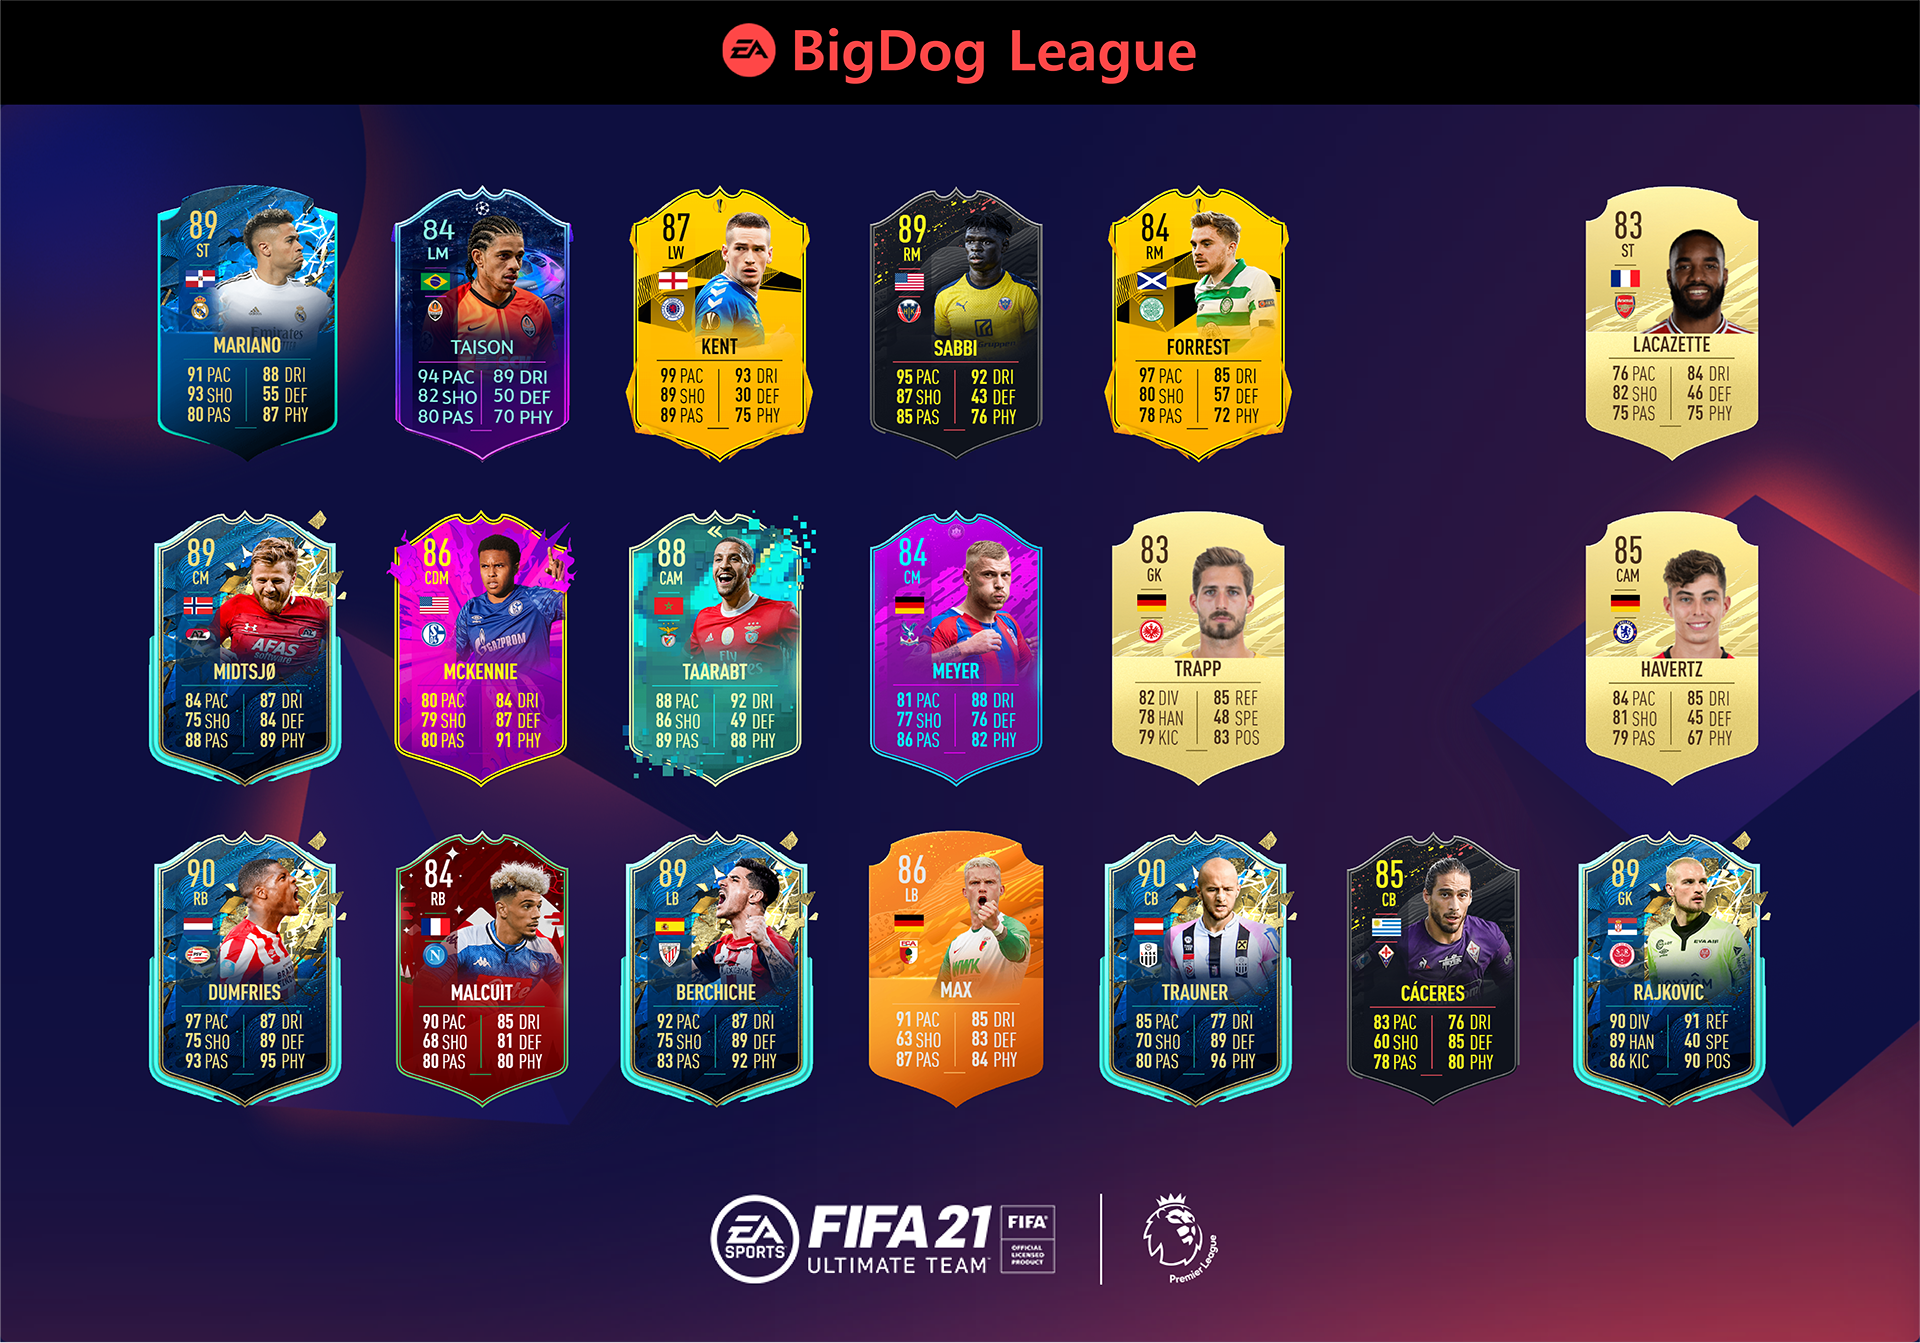 EA BigDog League
89
ST
Emirates
MARIANO
91 PAC 88 DRI
93 SHO 55 DEF
80 PAS 87 PHY
84
LM
TAISON
94 PAC 89 DRI
82 SHO 50 DEF
80 PAS 70 PHY
87
LW
KENT
99 PAC 93 DRI
89 SHO 30 DEF
89 PAS 75 PHY
89
RM
SABBI
95 PAC 92 DRI
87 SHO 43 DEF
85 PAS 76 PHY
84
RM
FORREST
97 PAC 85 DRI
80 SHO 57 DEF
78 PAS 72 PHY
83
ST
Arsenal
LACAZETTE
76 PAC 84 DRI
82 SHO 46 DEF
75 PAS 75 PHY
89
CM
AZ
AFAS
software
MIDTSJØ
84 PAC 87 DRI
75 SHO 84 DEF
88 PAS 89 PHY
86
CDM
GAZPROM
MCKENNIE
80 PAC 84 DRI
79 SHO 87 DEF
80 PAS 91 PHY
88
CAM
Fly
TAARABT
88 PAC 92 DRI
86 SHO 49 DEF
89 PAS 88 PHY
84
CM
MEYER
81 PAC 88 DRI
77 SHO 76 DEF
86 PAS 82 PHY
83
GK
TRAPP
82 DIV 85 REF
78 HAN 48 SPE
79 KIC 83 POS
85
CAM
HAVERTZ
84 PAC 85 DRI
81 SHO 45 DEF
79 PAS 67 PHY
90
RB
PSV
DUMFRIES
97 PAC 87 DRI
75 SHO 89 DEF
93 PAS 95 PHY
84
RB
N
MALCUIT
90 PAC 85 DRI
68 SHO 81 DEF
80 PAS 80 PHY
89
LB
BERCHICHE
92 PAC 87 DRI
75 SHO 89 DEF
83 PAS 92 PHY
86
LB
FCA
WWK
MAX
91 PAC 85 DRI
63 SHO 83 DEF
87 PAS 84 PHY
90
CB
TRAUNER
85 PAC 77 DRI
70 SHO 89 DEF
80 PAS 96 PHY
85
CB
CÁCERES
83 PAC 76 DRI
60 SHO 85 DEF
78 PAS 80 PHY
89
GK
RAJKOVIĆ
90 DIV 91 REF
89 HAN 40 SPE
86 KIC 90 POS
EA
SPORTS
FIFA 21
ULTIMATE TEAM
FIFA
OFFICIAL
LICENSED
PRODUCT
Premier League